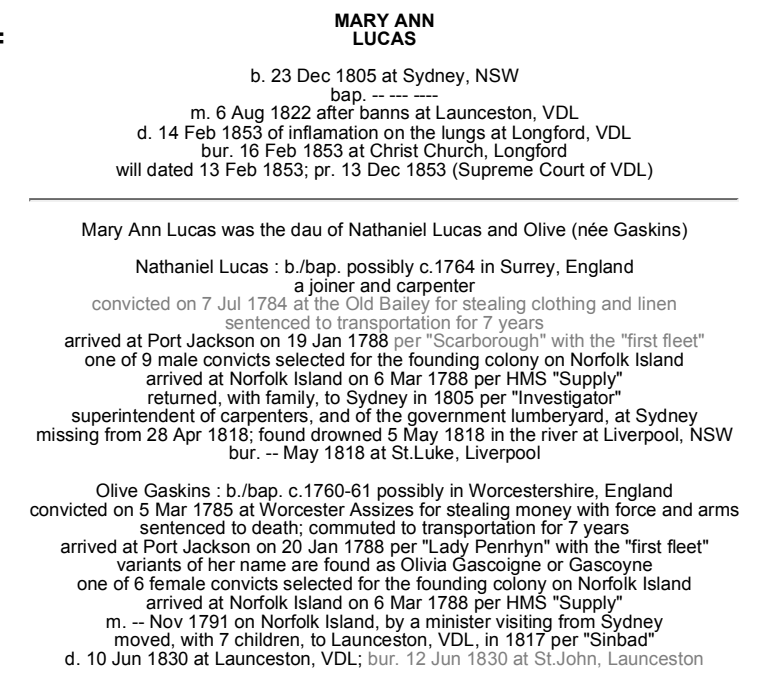 MARY ANN
LUCAS
b. 23 Dec 1805 at Sydney, NSW
bap. -- --- ----
m. 6 Aug 1822 after banns at Launceston, VDL
d. 14 Feb 1853 of inflamation on the lungs at Longford, VDL
bur. 16 Feb 1853 at Christ Church, Longford
will dated 13 Feb 1853; pr. 13 Dec 1853 (Supreme Court of VDL)
Mary Ann Lucas was the dau of Nathaniel Lucas and Olive (née Gaskins)
Nathaniel Lucas : b./bap. possibly c.1764 in Surrey, England
a joiner and carpenter
convicted on 7 Jul 1784 at the Old Bailey for stealing clothing and linen
sentenced to transportation for 7 years
arrived at Port Jackson on 19 Jan 1788 per "Scarborough" with the "first fleet"
one of 9 male convicts selected for the founding colony on Norfolk Island
arrived at Norfolk Island on 6 Mar 1788 per HMS "Supply"
returned, with family, to Sydney in 1805 per "Investigator"
superintendent of carpenters, and of the government lumberyard, at Sydney
missing from 28 Apr 1818; found drowned 5 May 1818 in the river at Liverpool, NSW
bur. -- May 1818 at St.Luke, Liverpool
Olive Gaskins : b./bap. c.1760-61 possibly in Worcestershire, England
convicted on 5 Mar 1785 at Worcester Assizes for stealing money with force and arms
sentenced to death; commuted to transportation for 7 years
arrived at Port Jackson on 20 Jan 1788 per "Lady Penrhyn" with the "first fleet"
variants of her name are found as Olivia Gascoigne or Gascoyne
one of 6 female convicts selected for the founding colony on Norfolk Island
arrived at Norfolk Island on 6 Mar 1788 per HMS "Supply"
m. -- Nov 1791 on Norfolk Island, by a minister visiting from Sydney
moved, with 7 children, to Launceston, VDL, in 1817 per "Sinbad"
d. 10 Jun 1830 at Launceston, VDL; bur. 12 Jun 1830 at St.John, Launceston